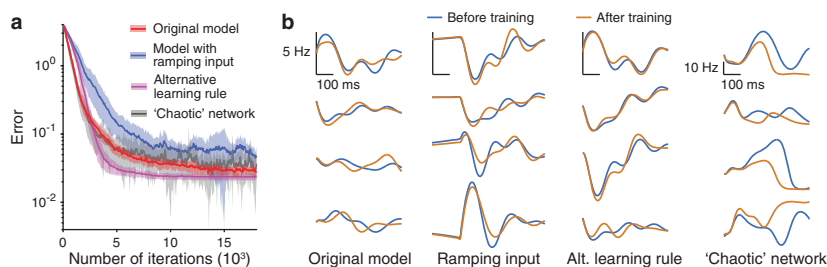 a
Original model
Model with
ramping input
Alternative
learning rule
'Chaotic' network
Error
10⁰
10⁻¹
10⁻²
0
5
10
15
Number of iterations (10³)
b
Before training
After training
5 Hz
100 ms
10 Hz
100 ms
Original model
Ramping input
Alt. learning rule
'Chaotic' network